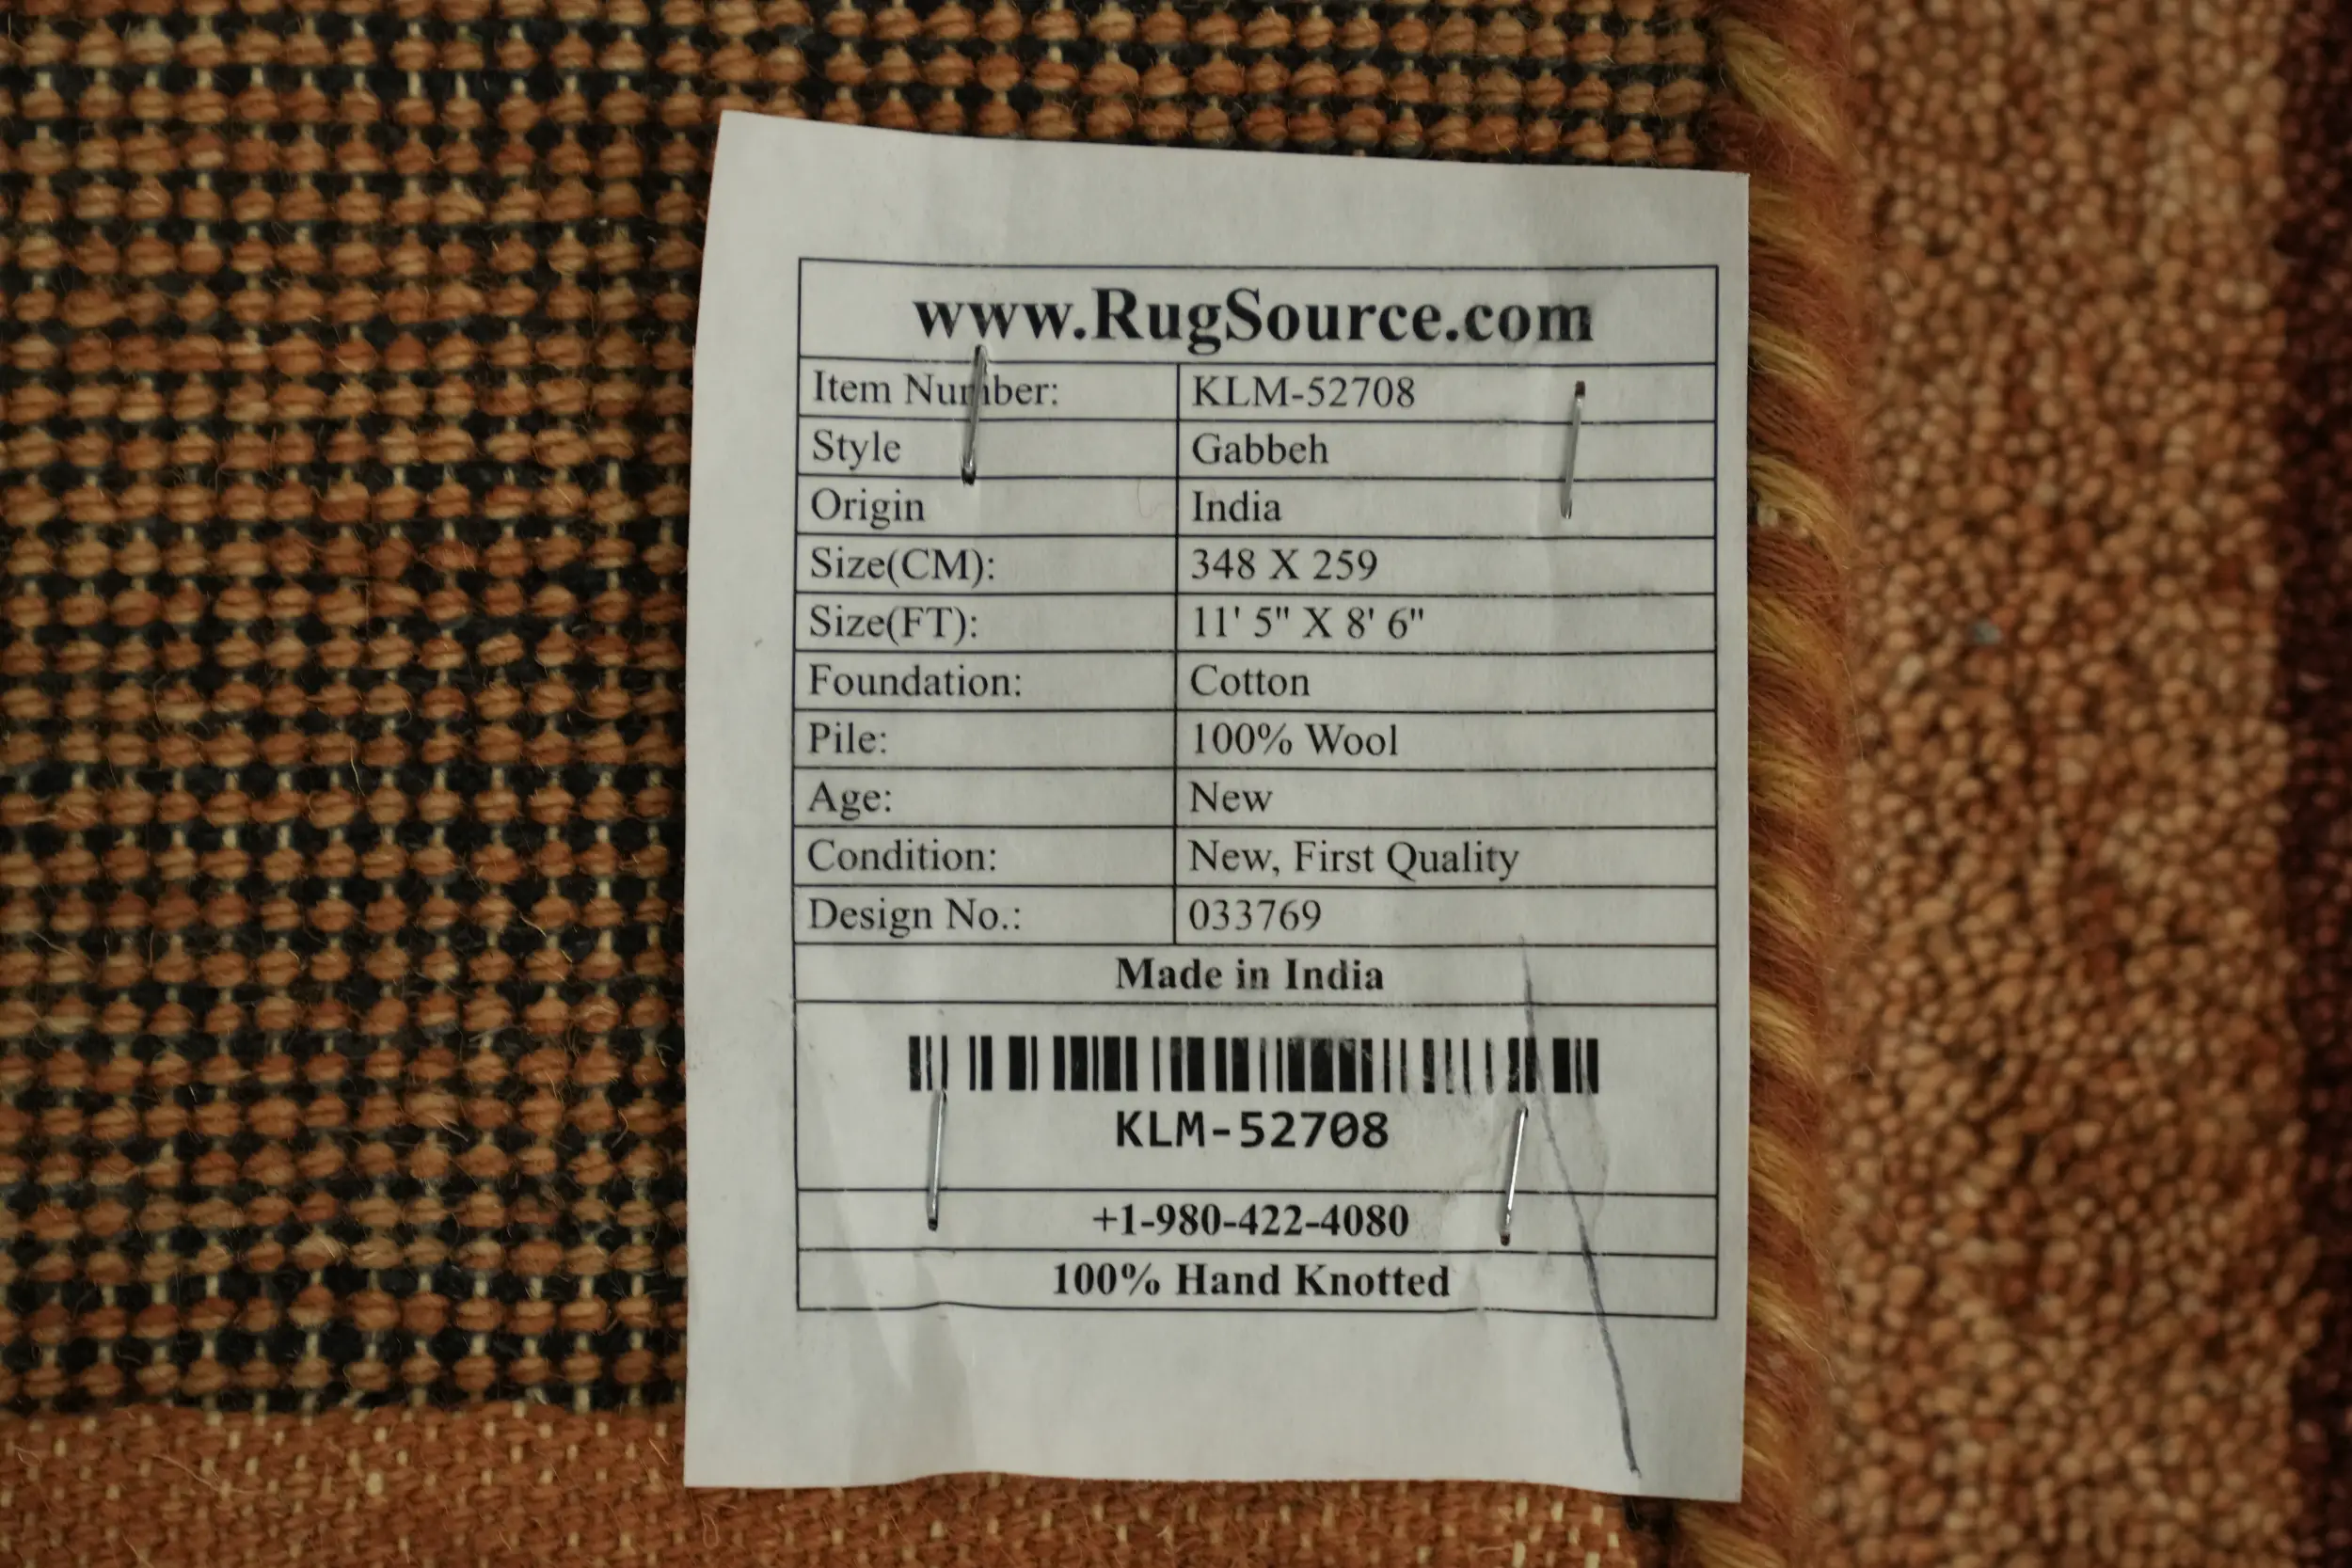 www.RugSource.com
Item Number: KLM-52708
Style Gabbeh
Origin India
Size(CM): 348 X 259
Size(FT): 11' 5" X 8' 6"
Foundation: Cotton
Pile: 100% Wool
Age: New
Condition: New, First Quality
Design No.: 033769
Made in India
KLM-52708
+1-980-422-4080
100% Hand Knotted